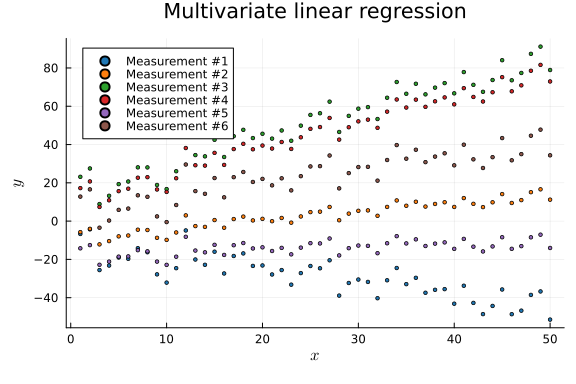 Multivariate linear regression
Measurement #1
Measurement #2
Measurement #3
Measurement #4
Measurement #5
Measurement #6
80
60
40
20
0
−20
−40
y
0
10
20
30
40
50
x